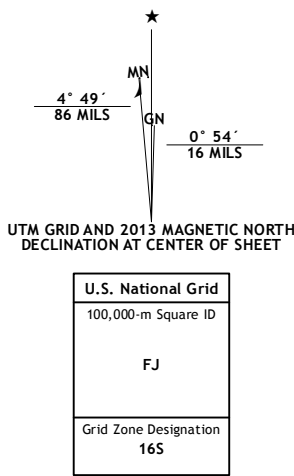 ★
MN
4° 49´
86 MILS
GN
0° 54´
16 MILS
UTM GRID AND 2013 MAGNETIC NORTH
DECLINATION AT CENTER OF SHEET
U.S. National Grid
100,000-m Square ID
FJ
Grid Zone Designation
16S